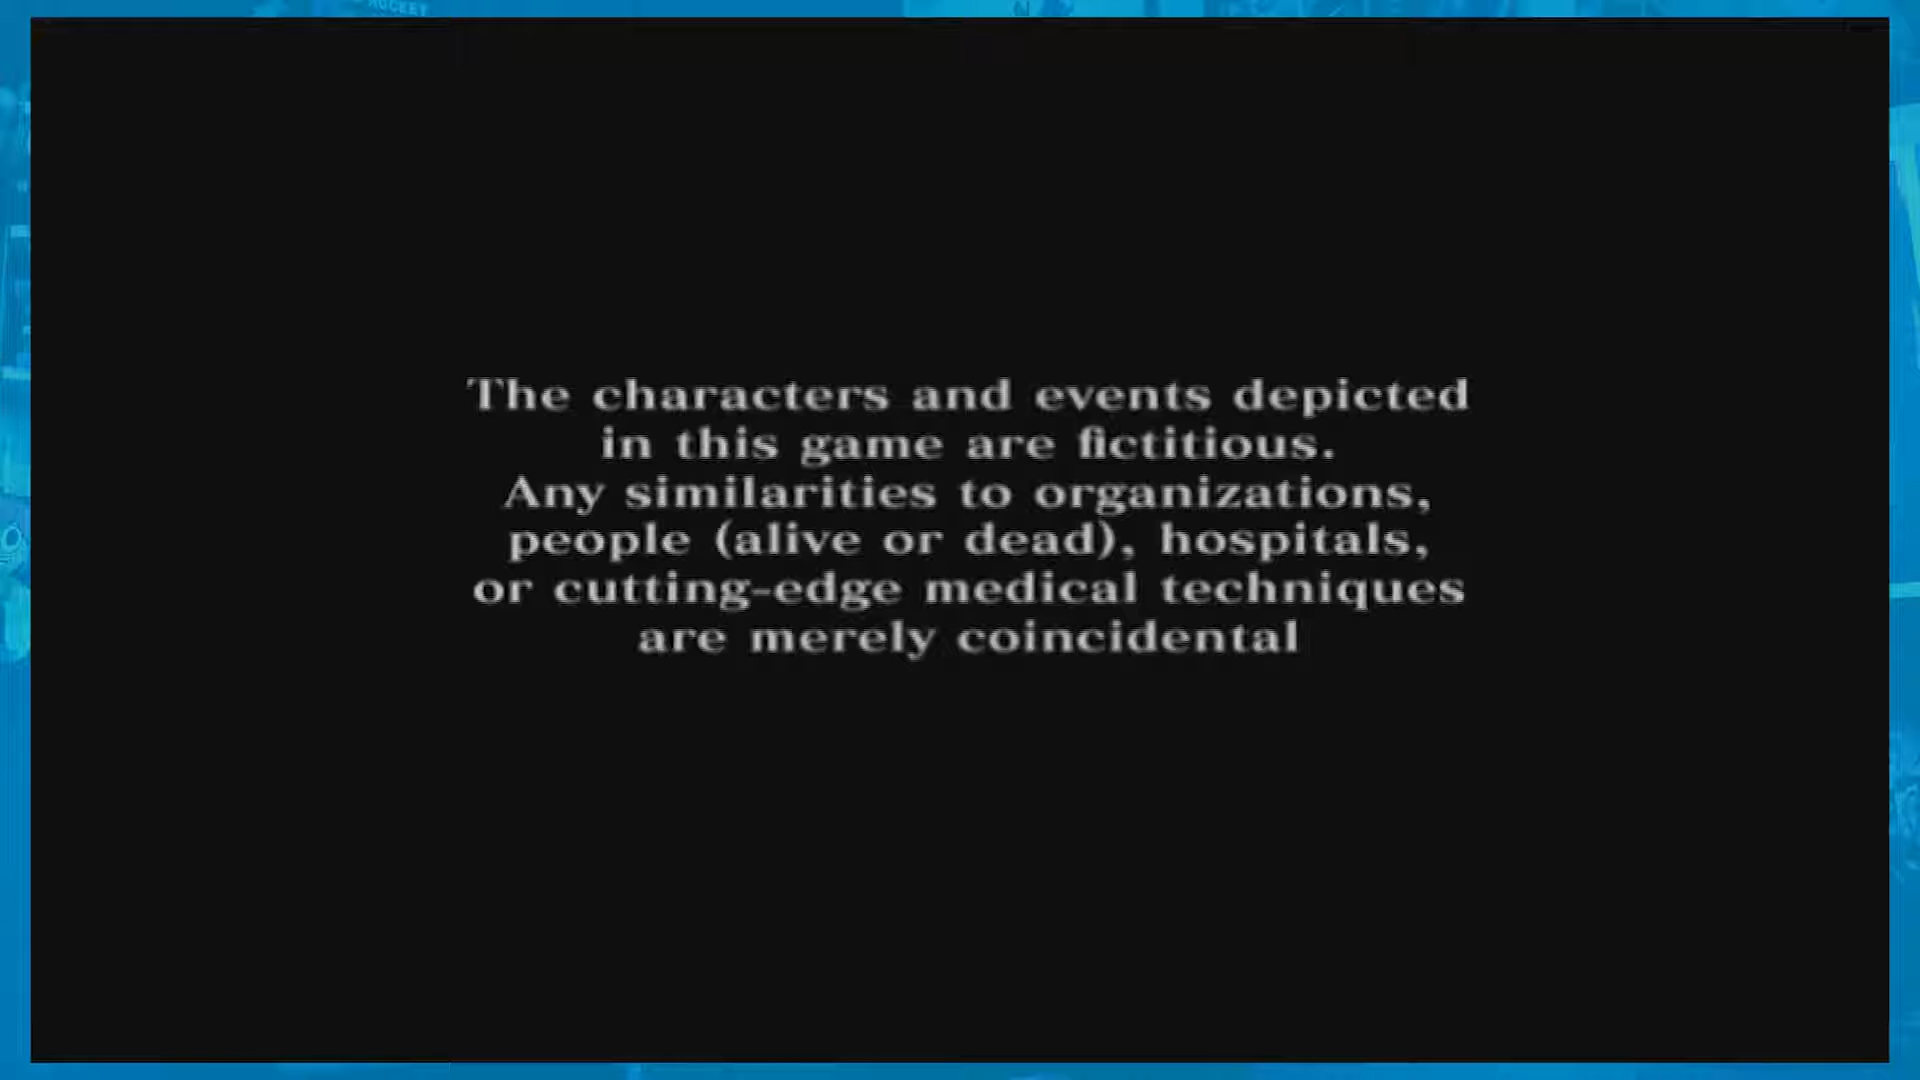 The characters and events depicted
in this game are fictitious.
Any similarities to organizations,
people (alive or dead), hospitals,
or cutting-edge medical techniques
are merely coincidental